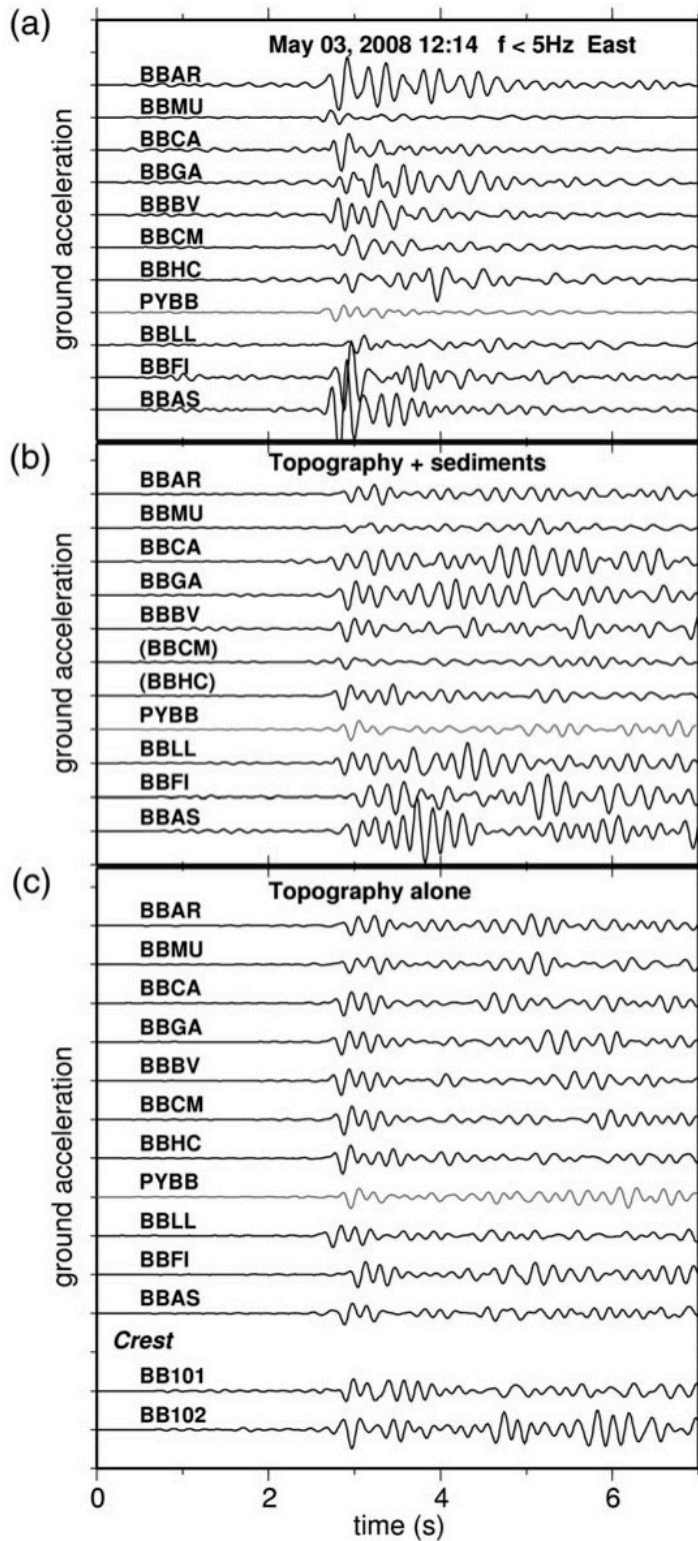 (a)
May 03, 2008 12:14 f < 5Hz East
BBAR
BBMU
BBCA
BBGA
BBBV
BBCM
BBHC
PYBB
BBLL
BBFI
BBAS
ground acceleration
(b)
Topography + sediments
BBAR
BBMU
BBCA
BBGA
BBBV
(BBCM)
(BBHC)
PYBB
BBLL
BBFI
BBAS
ground acceleration
(c)
Topography alone
BBAR
BBMU
BBCA
BBGA
BBBV
BBCM
BBHC
PYBB
BBLL
BBFI
BBAS
Crest
BB101
BB102
ground acceleration
0 2 4 6
time (s)